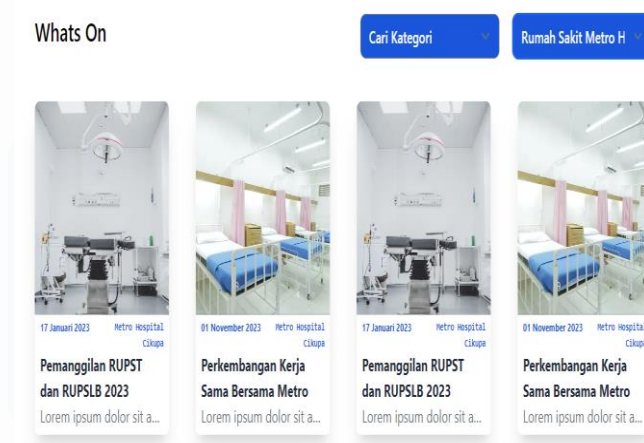 Whats On
Cari Kategori
Rumah Sakit Metro H
17 Januari 2023 Metro Hospital
Cikupa
Pemanggilan RUPST
dan RUPSLB 2023
Lorem ipsum dolor sit a...
01 November 2023 Metro Hospital
Cikupa
Perkembangan Kerja
Sama Bersama Metro
Lorem ipsum dolor sit a...
17 Januari 2023 Metro Hospital
Cikupa
Pemanggilan RUPST
dan RUPSLB 2023
Lorem ipsum dolor sit a...
01 November 2023 Metro Hospita
Cikupa
Perkembangan Kerja
Sama Bersama Metro
Lorem ipsum dolor sit a...